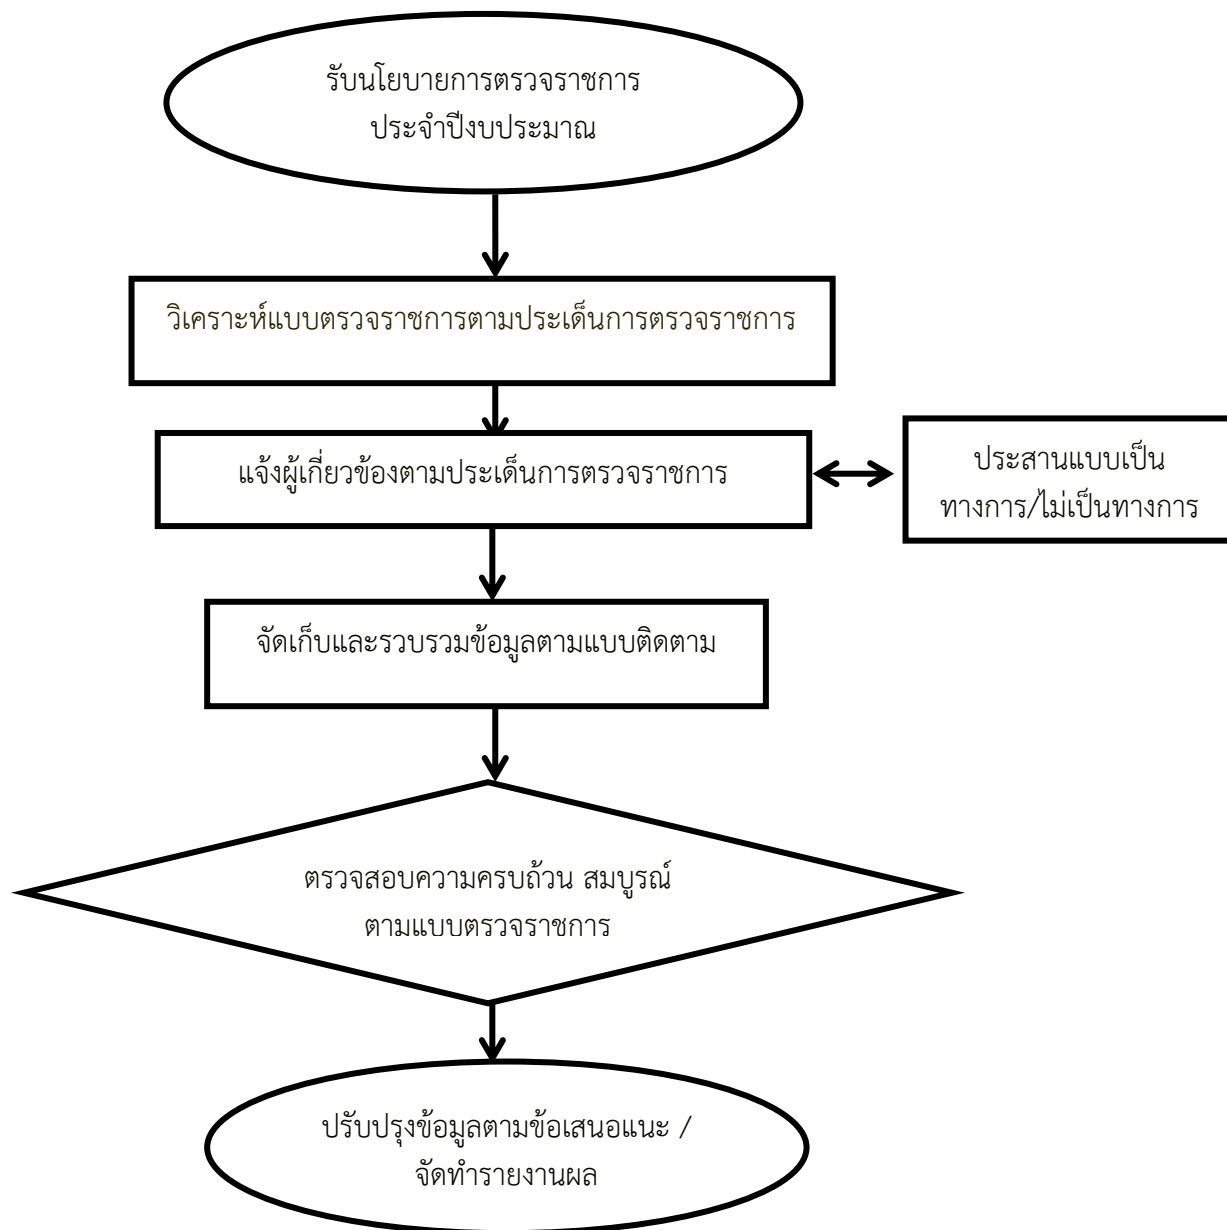 รับนโยบายการตรวจราชการ
ประจำปีงบประมาณ
วิเคราะห์แบบตรวจราชการตามประเด็นการตรวจราชการ
แจ้งผู้เกี่ยวข้องตามประเด็นการตรวจราชการ
ประสานแบบเป็น
ทางการ/ไม่เป็นทางการ
จัดเก็บและรวบรวมข้อมูลตามแบบติดตาม
ตรวจสอบความครบถ้วน สมบูรณ์
ตามแบบตรวจราชการ
ปรับปรุงข้อมูลตามข้อเสนอแนะ /
จัดทำรายงานผล